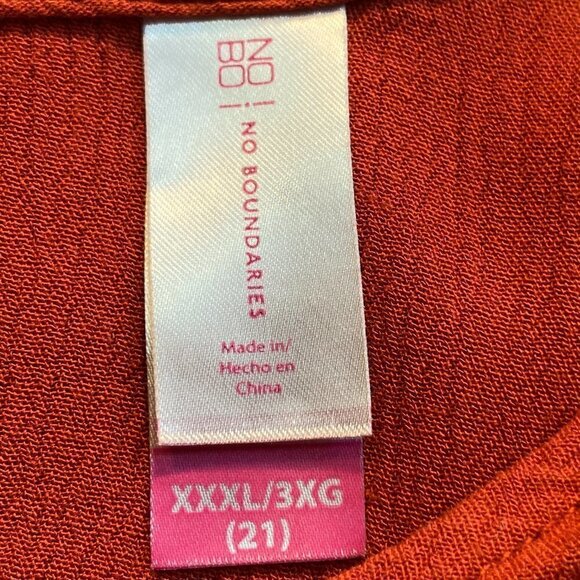 NO!
BO!
NO BOUNDARIES
Made in/
Hecho en
China
XXXL/3XG
(21)